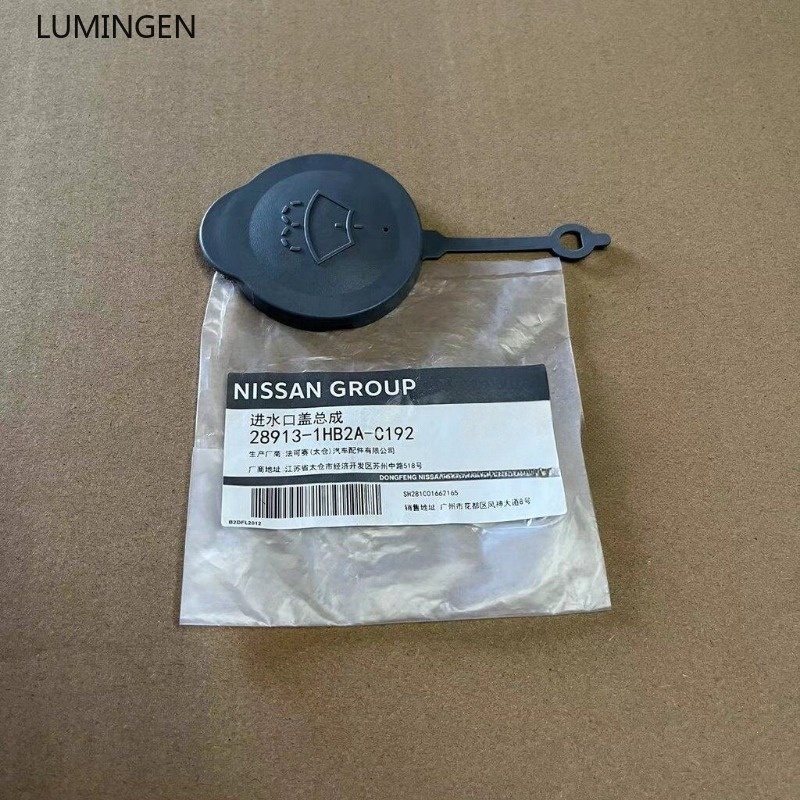 LUMINGEN
NISSAN GROUP
进水口盖总成
28913-1HB2A-C192
生产厂商:法可赛(太仓)汽车配件有限公司
厂商地址:江苏省太仓市经济开发区苏州中路518号
DONGFENG NISSAN
SH281C01662165
销售地址:广州市花都区风神大道8号
B2DFL2012